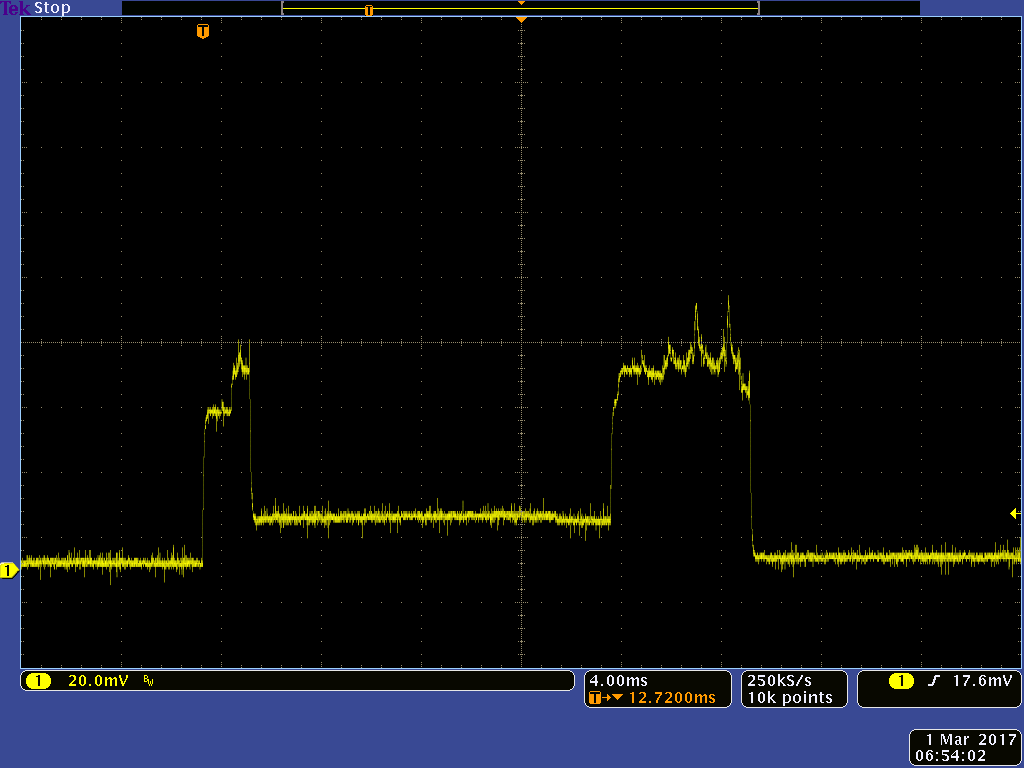 Tek Stop
T
T
1
1 20.0mV BW
4.00ms
T→▼ 12.7200ms
250kS/s
10k points
1 17.6mV
1 Mar 2017
06:54:02